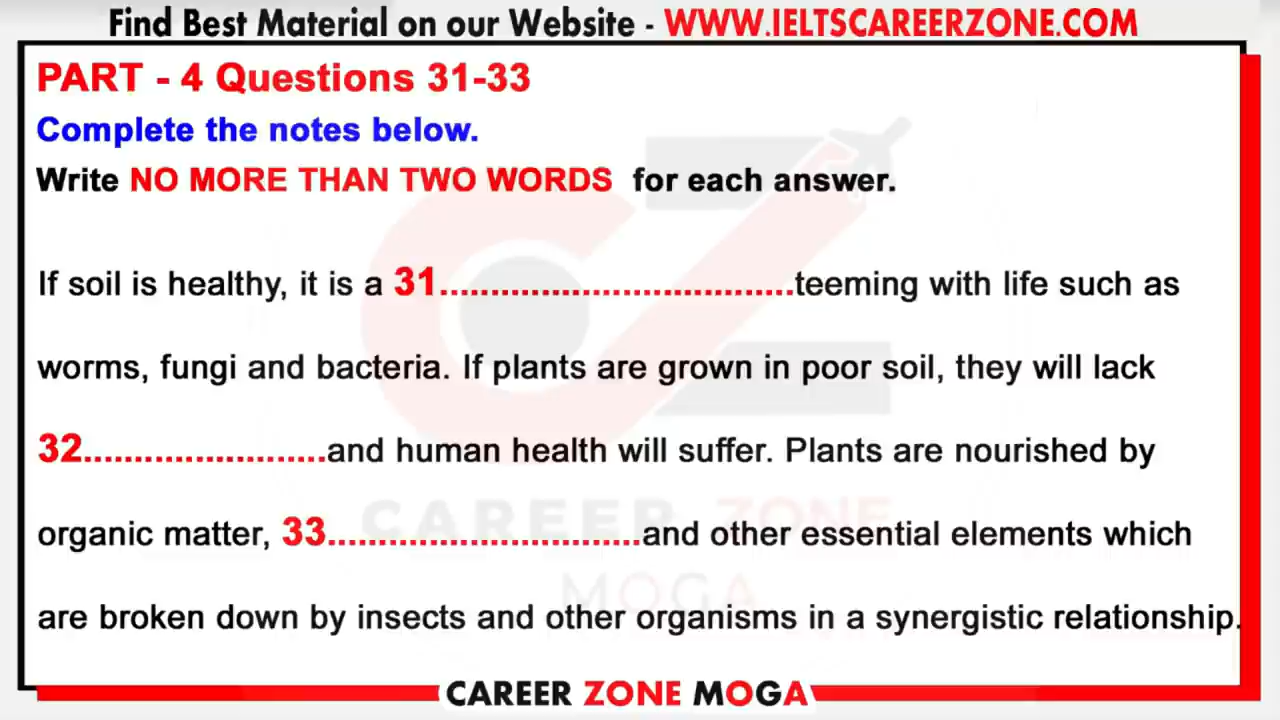 Find Best Material on our Website - WWW.IELTSCAREERZONE.COM
PART - 4 Questions 31-33
Complete the notes below.
Write NO MORE THAN TWO WORDS for each answer.
If soil is healthy, it is a 31..................................teeming with life such as
worms, fungi and bacteria. If plants are grown in poor soil, they will lack
32.......................and human health will suffer. Plants are nourished by
organic matter, 33..............................and other essential elements which
are broken down by insects and other organisms in a synergistic relationship.
CAREER ZONE
MOGA
CAREER ZONE MOGA